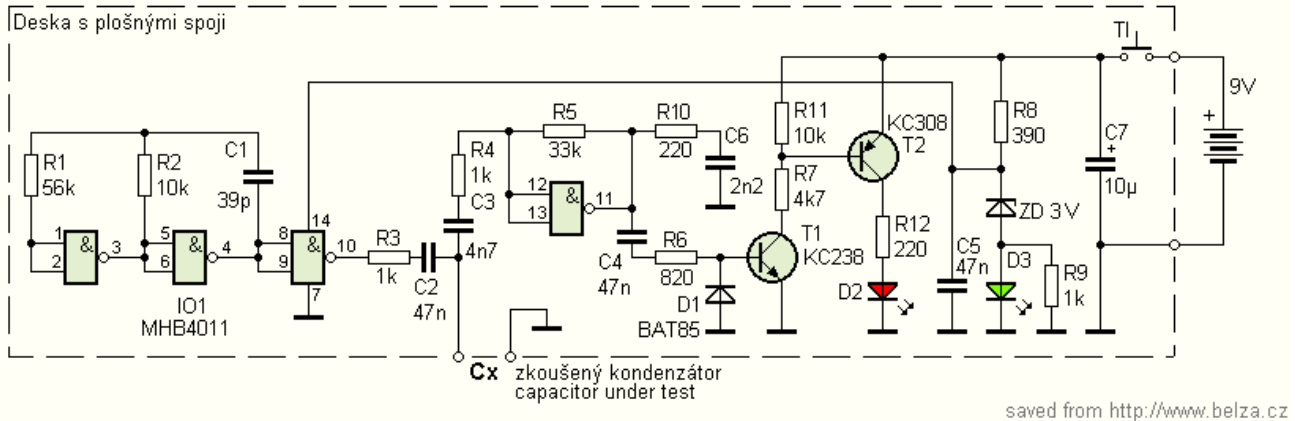 Deska s plošnými spoji
Tl
9V
+
R1
56k
R2
10k
C1
39p
1
2
&
3
5
6
&
4
8
9
&
14
10
7
IO1
MHB4011
R3
1k
C2
47n
R4
1k
C3
4n7
R5
33k
12
13
&
11
R10
220
C6
2n2
C4
47n
R6
820
D1
BAT85
R11
10k
R7
4k7
T1
KC238
KC308
T2
R12
220
D2
C5
47n
R8
390
ZD 3V
D3
R9
1k
C7
+
10µ
Cx zkoušený kondenzátor
capacitor under test
saved from http://www.belza.cz